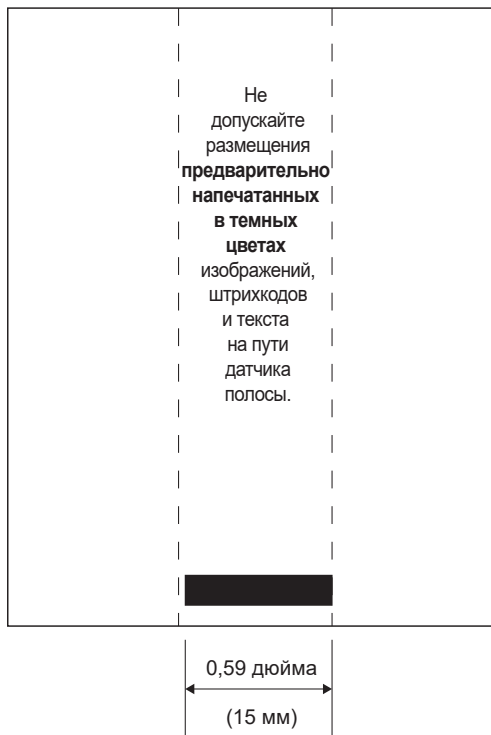 Не
допускайте
размещения
предварительно
напечатанных
в темных
цветах
изображений,
штрихкодов
и текста
на пути
датчика
полосы.
0,59 дюйма
(15 мм)